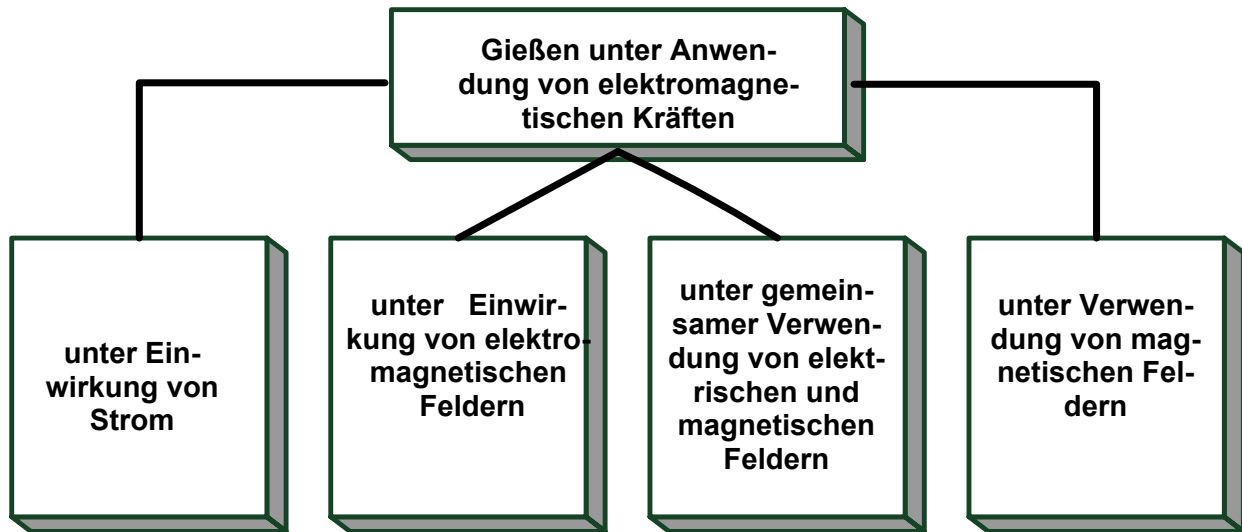 Gießen unter Anwen-
dung von elektromagne-
tischen Kräften
unter Ein-
wirkung von
Strom
unter Einwir-
kung von elektro-
magnetischen
Feldern
unter gemein-
samer Verwen-
dung von elekt-
rischen und
magnetischen
Feldern
unter Verwen-
dung von mag-
netischen Fel-
dern